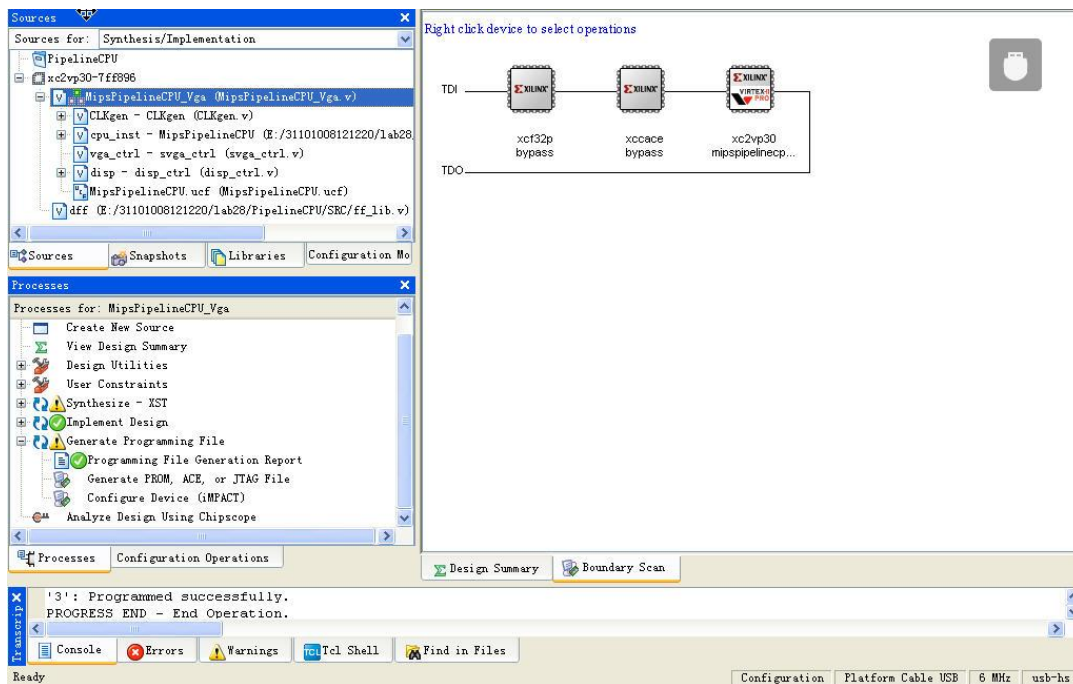 Sources
Sources for: Synthesis/Implementation
PipelineCPU
xc2vp30-7ff896
MipsPipelineCPU_Vga (MipsPipelineCPU_Vga.v)
CLKgen - CLKgen (CLKgen.v)
cpu_inst - MipsPipelineCPU (E:/31101008121220/lab28,
vga_ctrl - svga_ctrl (svga_ctrl.v)
disp - disp_ctrl (disp_ctrl.v)
MipsPipelineCPU.ucf (MipsPipelineCPU.ucf)
dff (E:/31101008121220/lab28/PipelineCPU/SRC/ff_lib.v)
Sources Snapshots Libraries Configuration Mo
Processes
Processes for: MipsPipelineCPU_Vga
Create New Source
View Design Summary
Design Utilities
User Constraints
Synthesize - XST
Implement Design
Generate Programming File
Programming File Generation Report
Generate PROM, ACE, or JTAG File
Configure Device (iMPACT)
Analyze Design Using Chipscope
Processes Configuration Operations
Right click device to select operations
TDI
XILINX XILINX XILINX
VIRTEX-II
PRO
xcf32p xccace xc2vp30
bypass bypass mipspipelinecp...
TDO
Design Summary Boundary Scan
Transcrip
'3': Programmed successfully.
PROGRESS END - End Operation.
Console Errors Warnings TCL Tcl Shell Find in Files
Ready Configuration Platform Cable USB 6 MHz usb-hs